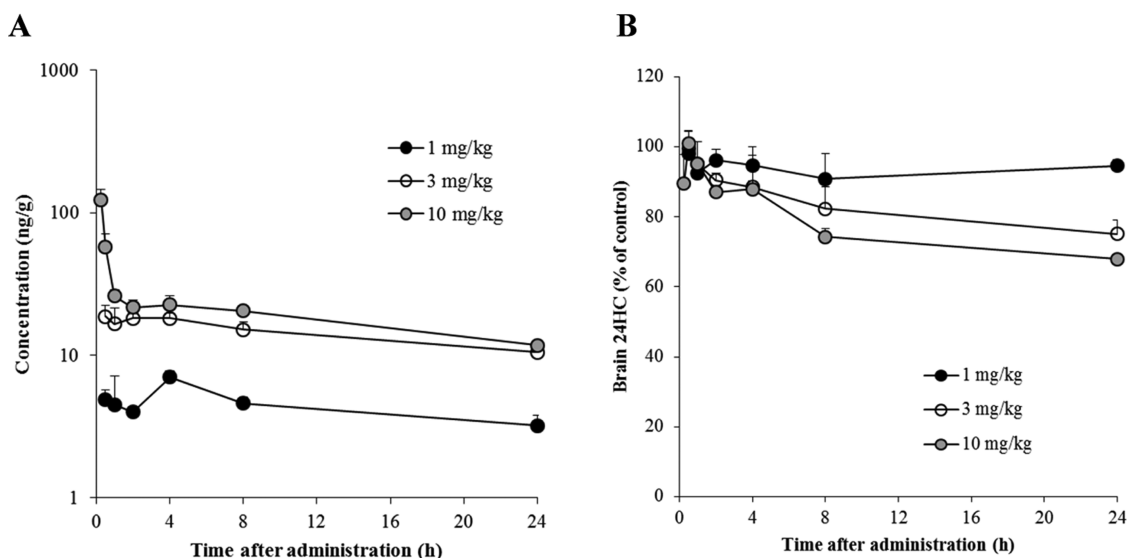 A
Concentration (ng/g)
1000
100
10
1
0 4 8 12 16 20 24
Time after administration (h)
1 mg/kg
3 mg/kg
10 mg/kg
B
Brain 24HC (% of control)
120
100
80
60
40
20
0
0 4 8 12 16 20 24
Time after administration (h)
1 mg/kg
3 mg/kg
10 mg/kg